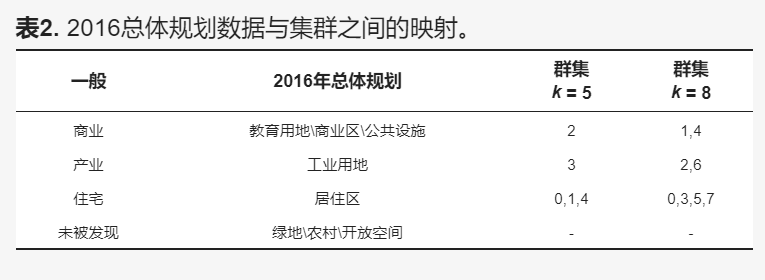 表2. 2016总体规划数据与集群之间的映射。
一般 2016年总体规划 群集 k = 5 群集 k = 8
商业 教育用地\商业区\公共设施 2 1,4
产业 工业用地 3 2,6
住宅 居住区 0,1,4 0,3,5,7
未被发现 绿地\农村\开放空间 - -